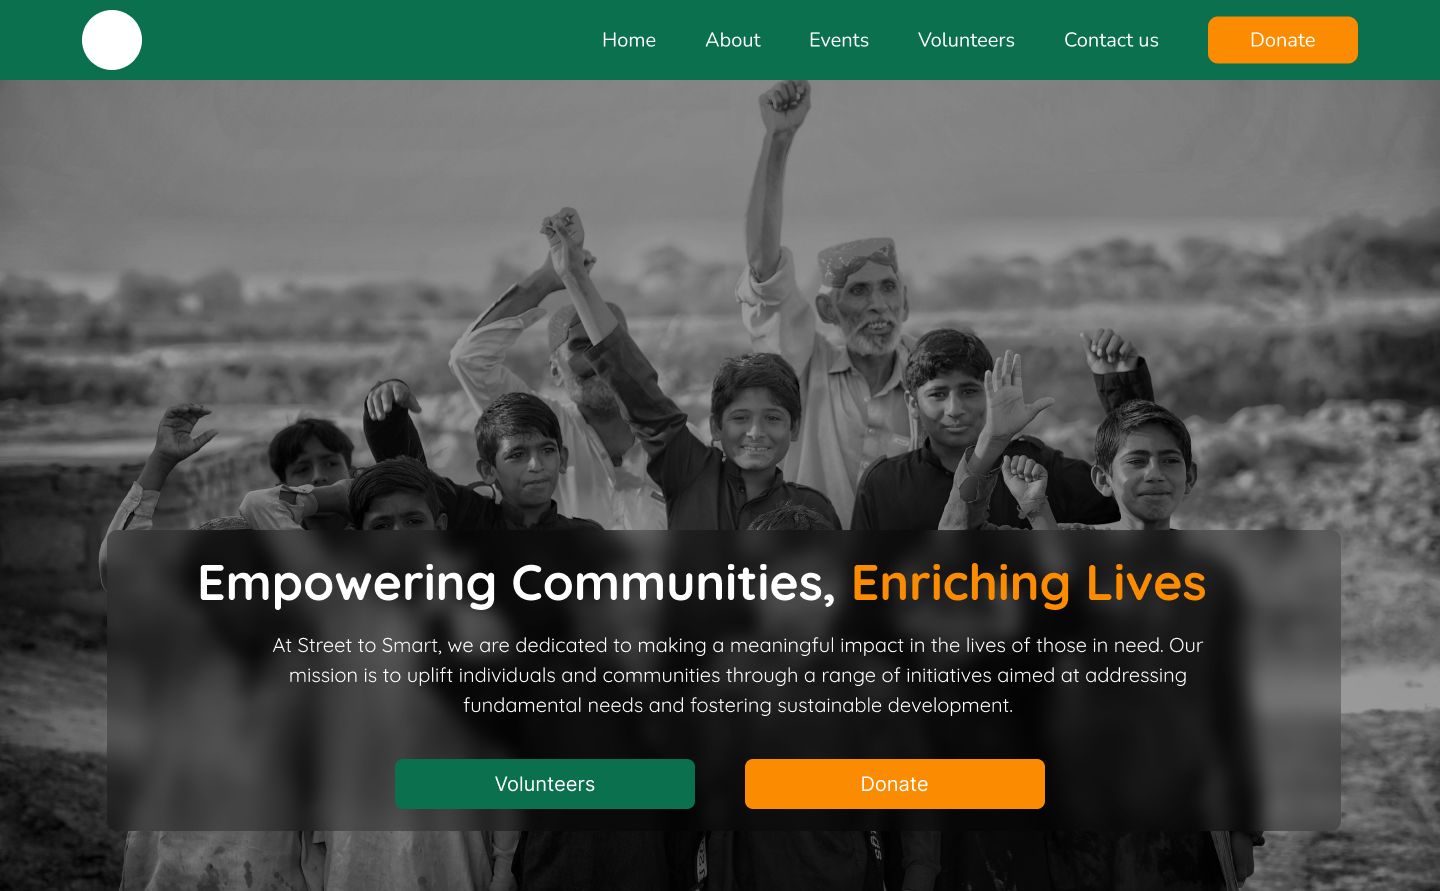 Home About Events Volunteers Contact us Donate
Empowering Communities, Enriching Lives
At Street to Smart, we are dedicated to making a meaningful impact in the lives of those in need. Our
mission is to uplift individuals and communities through a range of initiatives aimed at addressing
fundamental needs and fostering sustainable development.
Volunteers Donate